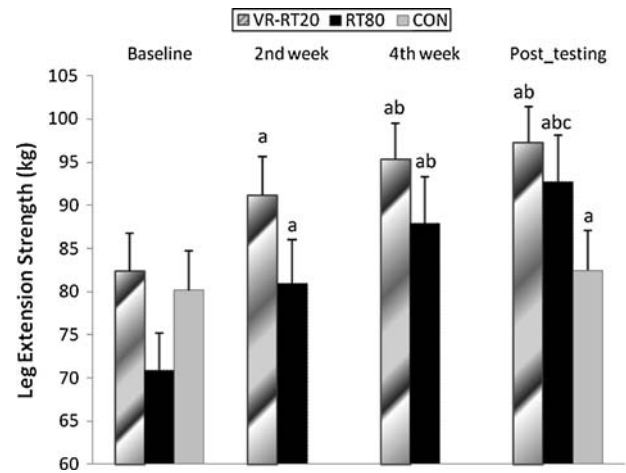 VR-RT20 RT80 CON
Baseline 2nd week 4th week Post_testing
Leg Extension Strength (kg)
105
100
95
90
85
80
75
70
65
60
a
a
ab
ab
ab
abc
a